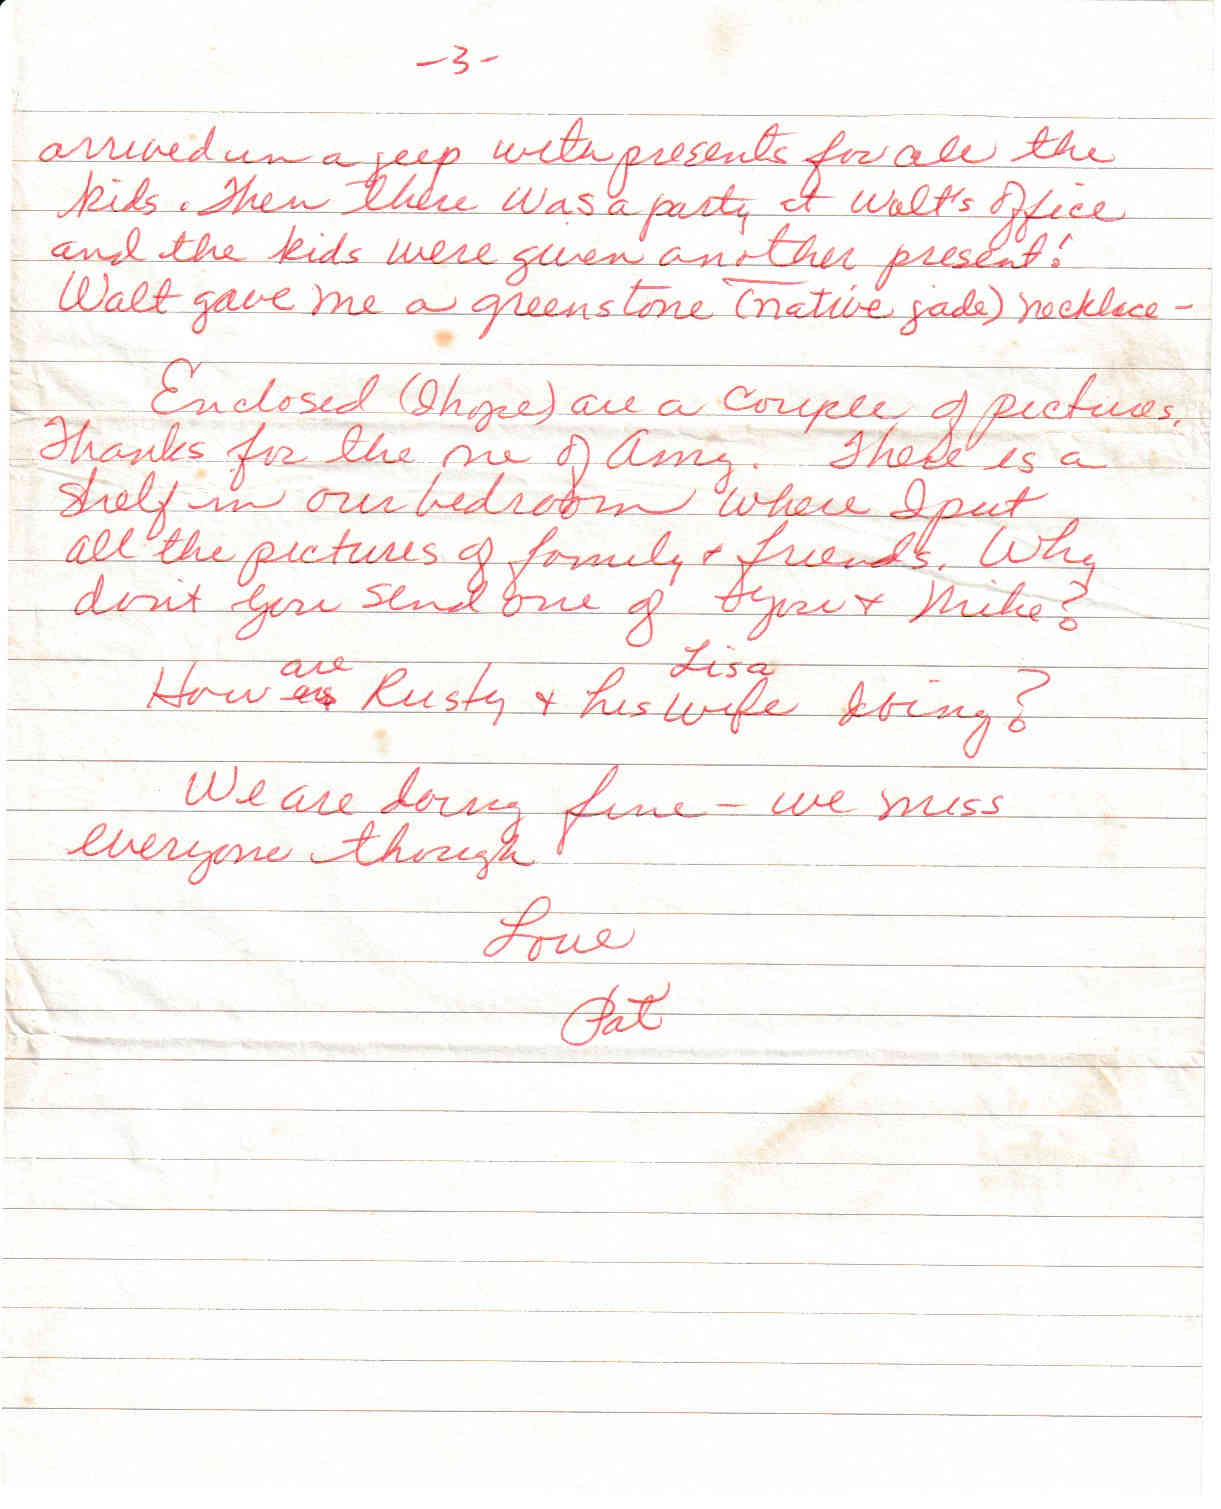 -3-
arrived in a jeep with presents for all the
kids. Then there was a party at Walt's office
and the kids were given another present!
Walt gave me a greenstone (native jade) necklace -
Enclosed (I hope) are a couple of pictures.
Thanks for the one of Amy. There is a
shelf in our bedroom where I put
all the pictures of family + friends. Why
don't you send one of you + Mike?
are Lisa
How is Rusty + his wife doing?
We are doing fine - we miss
everyone though
Love
Pat